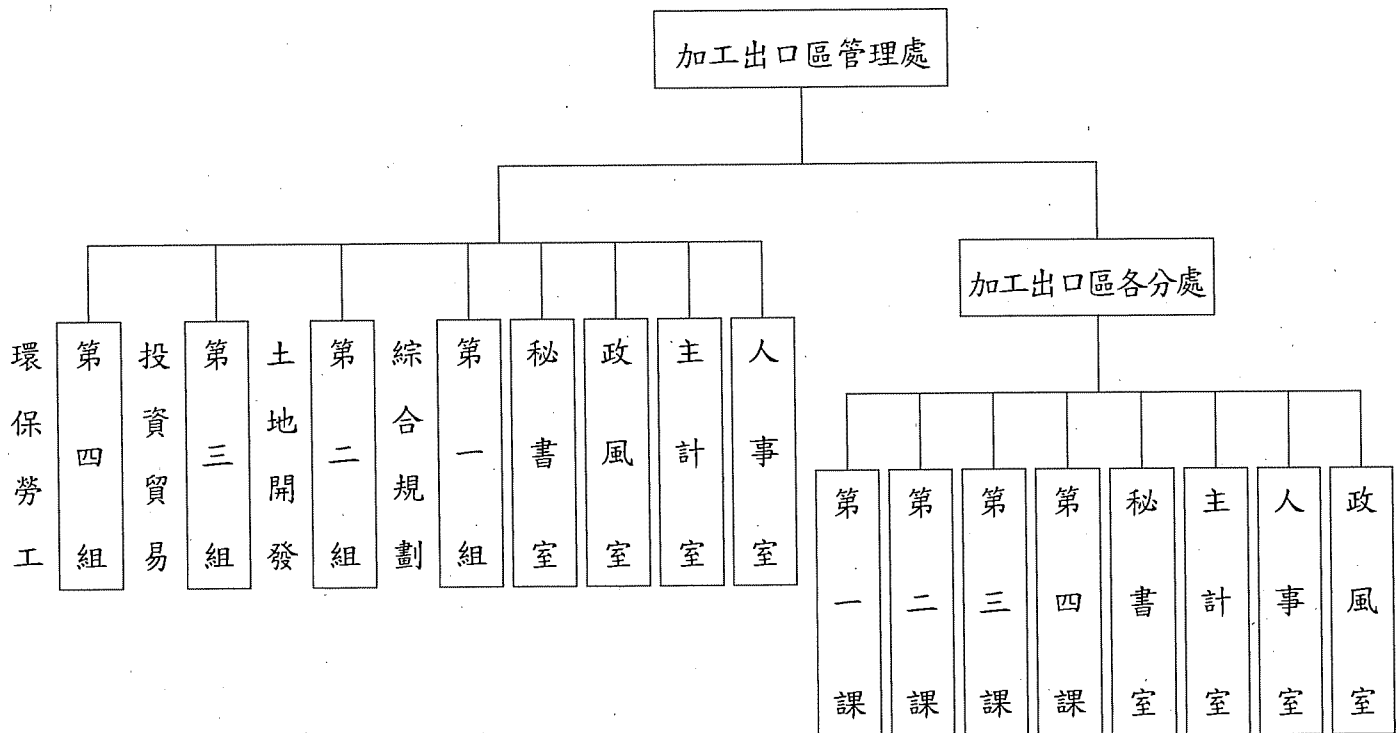 加工出口區管理處
加工出口區各分處
環保勞工
第四組
投資貿易
第三組
土地開發
第二組
綜合規劃
第一組
秘書室
政風室
主計室
人事室
第一課
第二課
第三課
第四課
秘書室
主計室
人事室
政風室